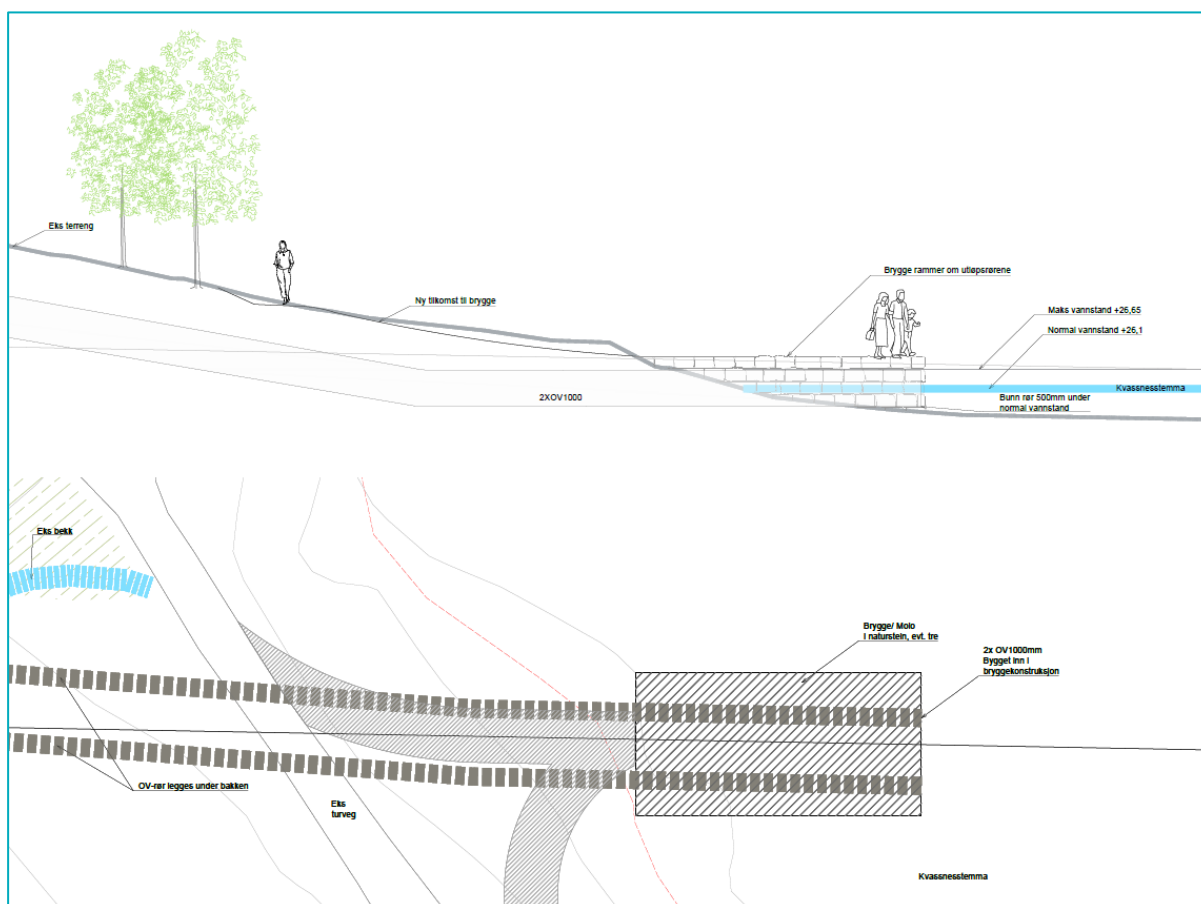 Eks terreng
Brygge rammer om utløpsrørene
Ny tilkomst til brygge
Maks vannstand +26,65
Normal vannstand +26,1
Kvassnesstemma
2XOV1000
Bunn rør 500mm under
normal vannstand
Eks bekk
Brygge/ Molo
i naturstein, evt. tre
2x OV1000mm
Bygget inn i
bryggekonstruksjon
OV-rør legges under bakken
Eks
turveg
Kvassnesstemma